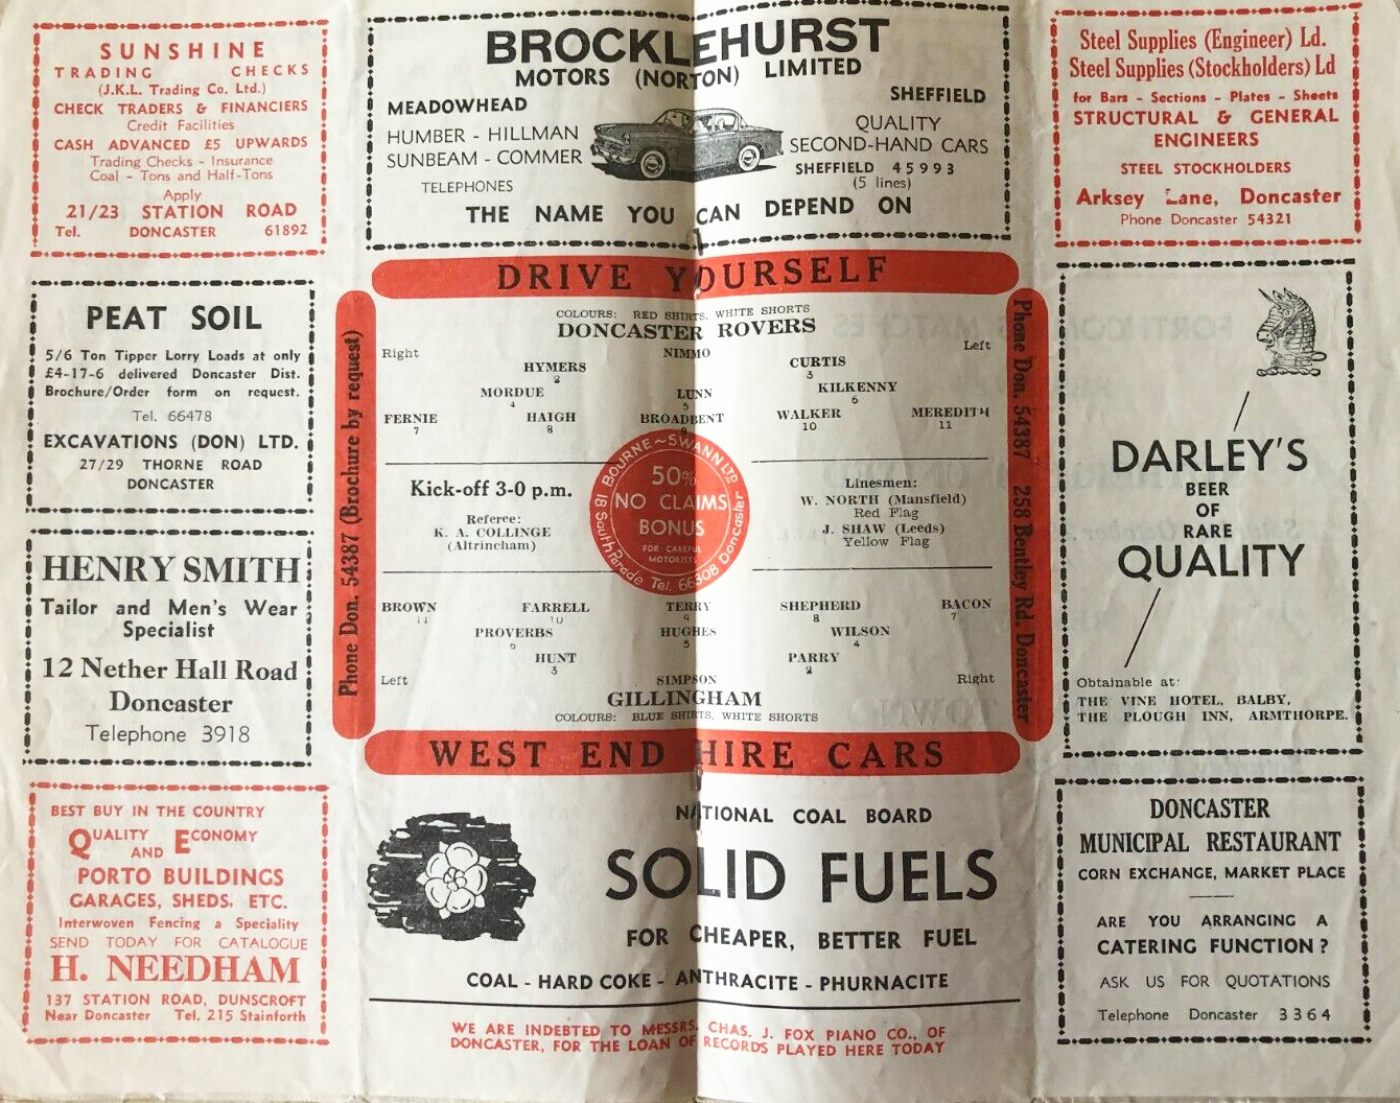 SUNSHINE
TRADING CHECKS
(J.K.L. Trading Co. Ltd.)
CHECK TRADERS & FINANCIERS
Credit Facilities
CASH ADVANCED £5 UPWARDS
Trading Checks - Insurance
Coal - Tons and Half-Tons
Apply
21/23 STATION ROAD
Tel. DONCASTER 61892
PEAT SOIL
5/6 Ton Tipper Lorry Loads at only
£4-17-6 delivered Doncaster Dist.
Brochure/Order form on request.
Tel. 66478
EXCAVATIONS (DON) LTD.
27/29 THORNE ROAD
DONCASTER
HENRY SMITH
Tailor and Men's Wear
Specialist
12 Nether Hall Road
Doncaster
Telephone 3918
BEST BUY IN THE COUNTRY
QUALITY AND ECONOMY
PORTO BUILDINGS
GARAGES, SHEDS, ETC.
Interwoven Fencing a Speciality
SEND TODAY FOR CATALOGUE
H. NEEDHAM
137 STATION ROAD, DUNSCROFT
Near Doncaster Tel. 215 Stainforth
BROCKLEHURST
MOTORS (NORTON) LIMITED
MEADOWHEAD SHEFFIELD
HUMBER - HILLMAN
SUNBEAM - COMMER
QUALITY
SECOND-HAND CARS
TELEPHONES SHEFFIELD 45993
(5 lines)
THE NAME YOU CAN DEPEND ON
DRIVE YOURSELF
Phone Don. 54387 (Brochure by request)
COLOURS: RED SHIRTS, WHITE SHORTS
DONCASTER ROVERS
Right NIMMO Left
HYMERS CURTIS
2 3
MORDUE LUNN KILKENNY
4 5 6
FERNIE HAIGH BROADBENT WALKER MEREDITH
7 8 9 10 11
Kick-off 3-0 p.m.
Referee:
K. A. COLLINGE
(Altrincham)
BOURNE~SWANN LTD
50%
NO CLAIMS
BONUS
FOR CAREFUL
MOTORISTS
18 South Parade Tel. 66308 Doncaster
Linesmen:
W. NORTH (Mansfield)
Red Flag
J. SHAW (Leeds)
Yellow Flag
BROWN FARRELL TERRY SHEPHERD BACON
11 10 9 8 7
PROVERBS HUGHES WILSON
6 5 4
HUNT PARRY
3 2
Left SIMPSON Right
GILLINGHAM
COLOURS: BLUE SHIRTS, WHITE SHORTS
Phone Don. 54387 258 Bentley Rd. Doncaster
WEST END HIRE CARS
NATIONAL COAL BOARD
SOLID FUELS
FOR CHEAPER, BETTER FUEL
COAL - HARD COKE - ANTHRACITE - PHURNACITE
WE ARE INDEBTED TO MESSRS. CHAS. J. FOX PIANO CO., OF
DONCASTER, FOR THE LOAN OF RECORDS PLAYED HERE TODAY
Steel Supplies (Engineer) Ld.
Steel Supplies (Stockholders) Ld
for Bars - Sections - Plates - Sheets
STRUCTURAL & GENERAL
ENGINEERS
STEEL STOCKHOLDERS
Arksey Lane, Doncaster
Phone Doncaster 54321
DARLEY'S
BEER
OF
RARE
QUALITY
Obtainable at:
THE VINE HOTEL, BALBY,
THE PLOUGH INN, ARMTHORPE.
DONCASTER
MUNICIPAL RESTAURANT
CORN EXCHANGE, MARKET PLACE
ARE YOU ARRANGING A
CATERING FUNCTION?
ASK US FOR QUOTATIONS
Telephone Doncaster 3364